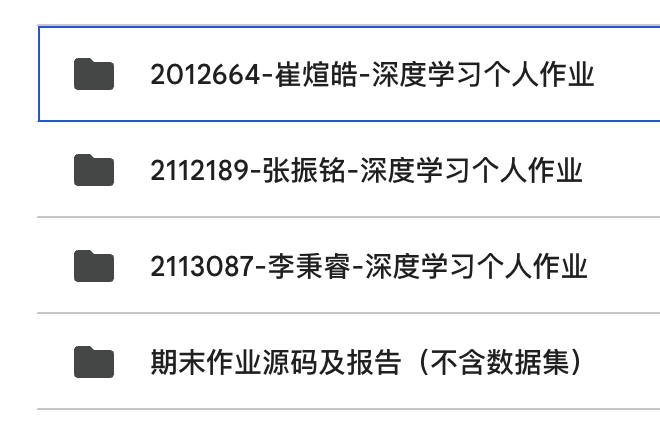 2012664-崔煊皓-深度学习个人作业
2112189-张振铭-深度学习个人作业
2113087-李秉睿-深度学习个人作业
期末作业源码及报告（不含数据集）